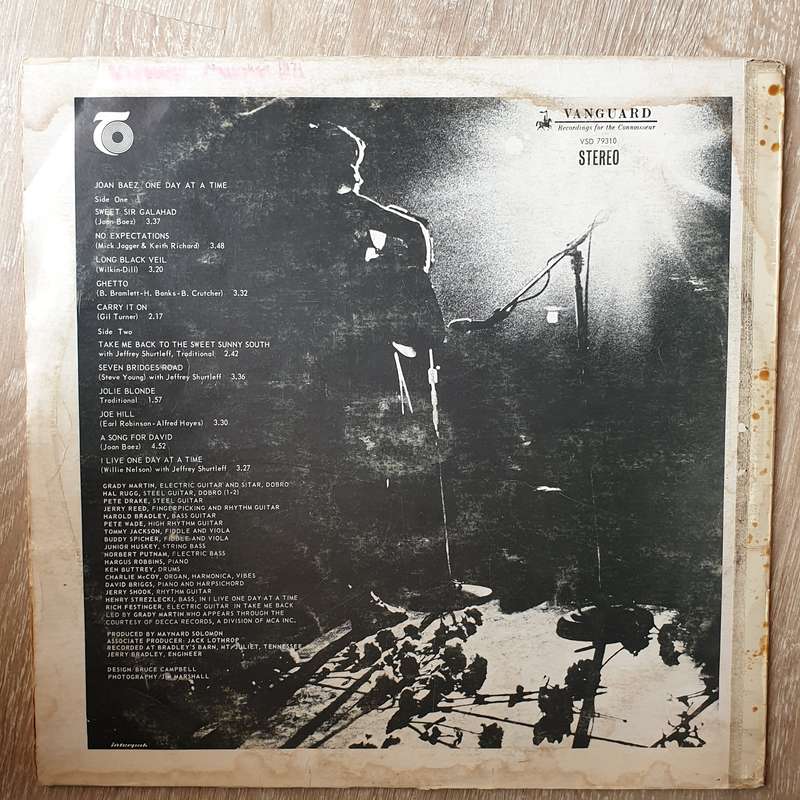 VANGUARD
Recordings for the Connoisseur
VSD 79310
STEREO
JOAN BAEZ, ONE DAY AT A TIME
Side One
SWEET SIR GALAHAD
(Joan Baez) 3.37
NO EXPECTATIONS
(Mick Jagger & Keith Richard) 3.48
LONG BLACK VEIL
(Wilkin-Dill) 3.20
GHETTO
(B. Bramlett-H. Banks-B. Crutcher) 3.32
CARRY IT ON
(Gil Turner) 2.17
Side Two
TAKE ME BACK TO THE SWEET SUNNY SOUTH
with Jeffrey Shurtleff, Traditional 2.42
SEVEN BRIDGES ROAD
(Steve Young) with Jeffrey Shurtleff 3.36
JOLIE BLONDE
Traditional 1.57
JOE HILL
(Earl Robinson-Alfred Hayes) 3.30
A SONG FOR DAVID
(Joan Baez) 4.52
I LIVE ONE DAY AT A TIME
(Willie Nelson) with Jeffrey Shurtleff 3.27
GRADY MARTIN, ELECTRIC GUITAR AND SITAR, DOBRO
HAL RUGG, STEEL GUITAR, DOBRO (1-2)
PETE DRAKE, STEEL GUITAR
JERRY REED, FINGERPICKING AND RHYTHM GUITAR
HAROLD BRADLEY, BASS GUITAR
PETE WADE, HIGH RHYTHM GUITAR
TOMMY JACKSON, FIDDLE AND VIOLA
BUDDY SPICHER, FIDDLE AND VIOLA
JUNIOR HUSKEY, STRING BASS
NORBERT PUTNAM, ELECTRIC BASS
HARGUS ROBBINS, PIANO
KEN BUTTREY, DRUMS
CHARLIE McCOY, ORGAN, HARMONICA, VIBES
DAVID BRIGGS, PIANO AND HARPSICHORD
JERRY SHOOK, RHYTHM GUITAR
HENRY STREZLECKI, BASS, IN I LIVE ONE DAY AT A TIME
RICH FESTINGER, ELECTRIC GUITAR IN TAKE ME BACK
LED BY GRADY MARTIN WHO APPEARS THROUGH THE
COURTESY OF DECCA RECORDS, A DIVISION OF MCA INC.
PRODUCED BY MAYNARD SOLOMON
ASSOCIATE PRODUCER: JACK LOTHROP
RECORDED AT BRADLEY'S BARN, MT. JULIET, TENNESSEE
JERRY BRADLEY, ENGINEER
DESIGN: BRUCE CAMPBELL
PHOTOGRAPHY: JIM MARSHALL